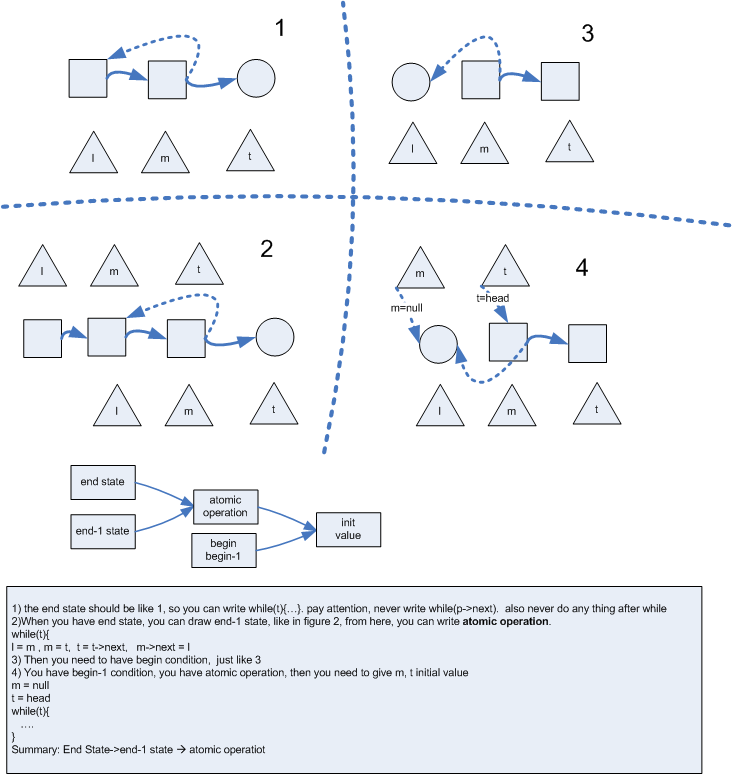 1
l
m
t
3
l
m
t
2
l
m
t
l
m
t
4
m
t
m=null
t=head
l
m
t
end state
end-1 state
atomic
operation
begin
begin-1
init
value
1) the end state should be like 1, so you can write while(t){...}. pay attention, never write while(p->next). also never do any thing after while
2)When you have end state, you can draw end-1 state, like in figure 2, from here, you can write atomic operation.
while(t){
l = m , m = t, t = t->next, m->next = l
3) Then you need to have begin condition, just like 3
4) You have begin-1 condition, you have atomic operation, then you need to give m, t initial value
m = null
t = head
while(t){
....
}
Summary: End State->end-1 state → atomic operatiot